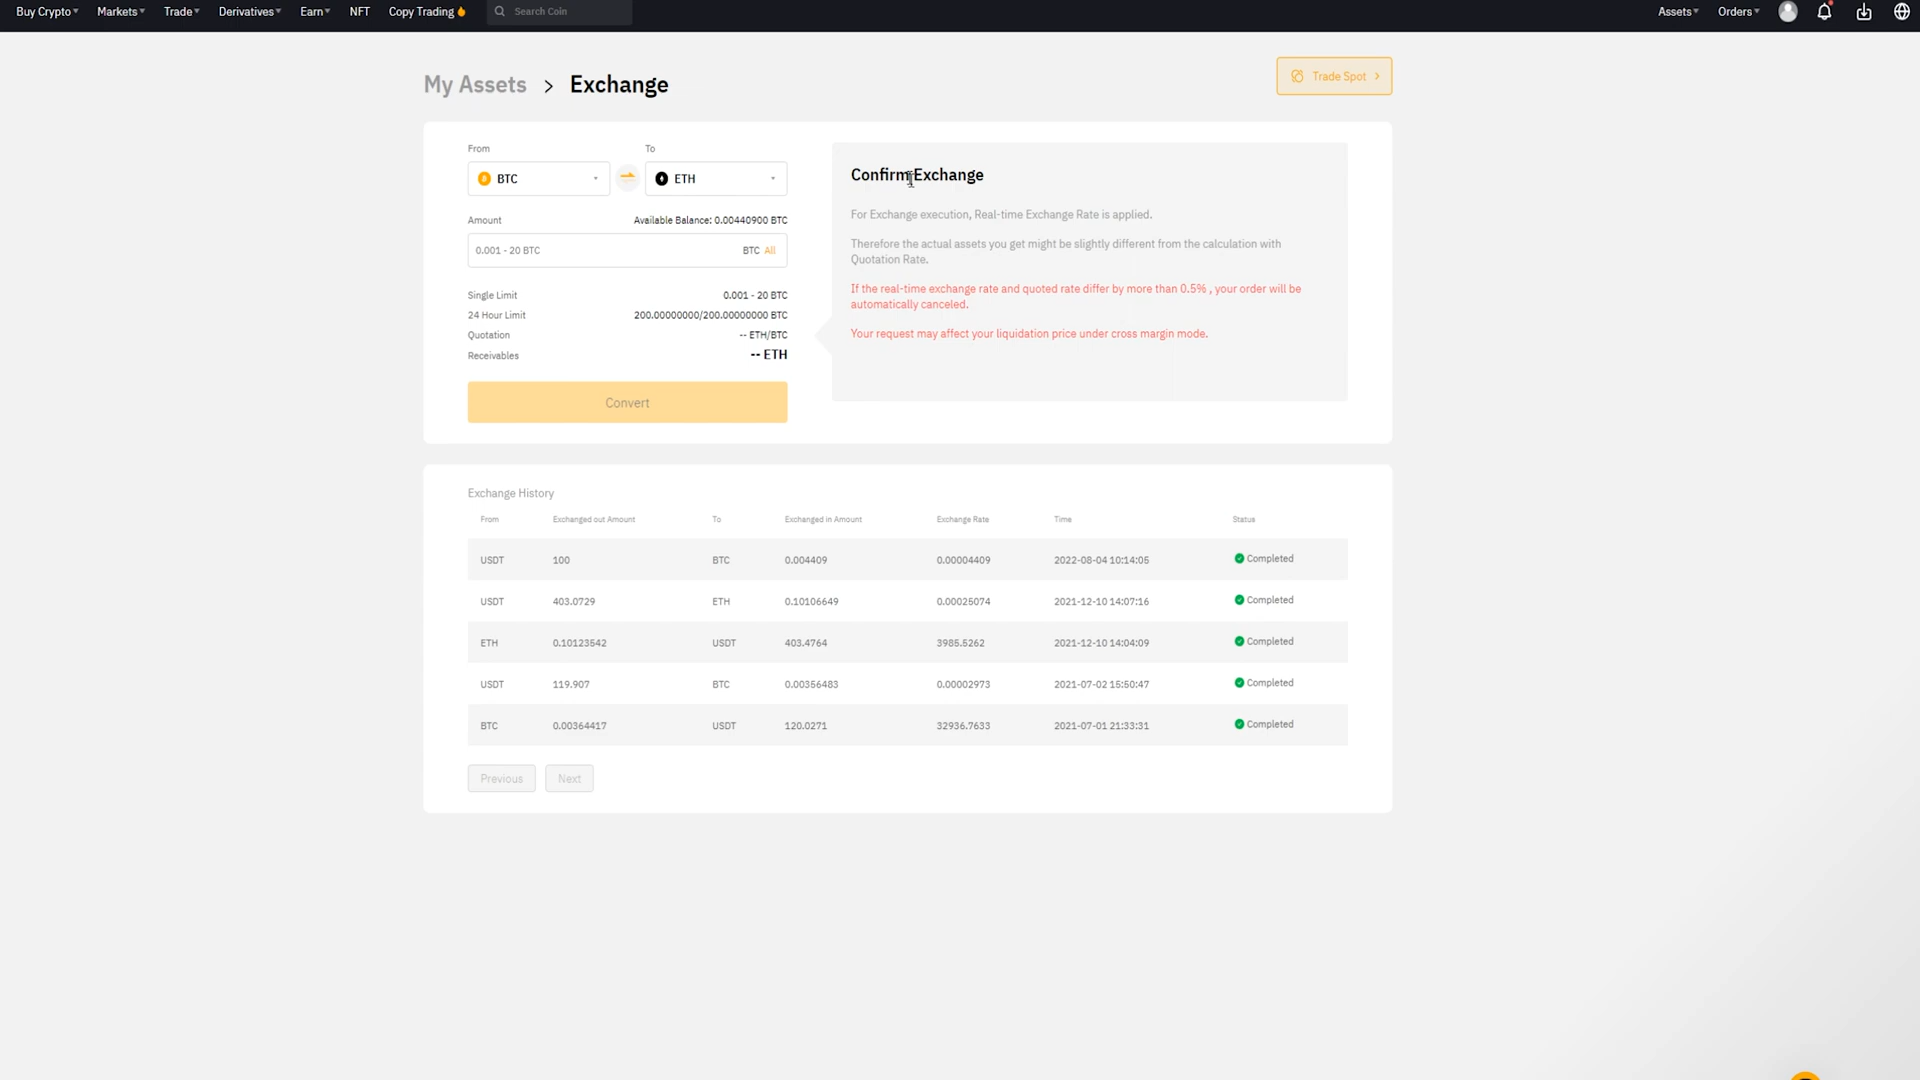 Buy Crypto Markets Trade Derivatives Earn NFT Copy Trading Search Coin Assets Orders
My Assets > Exchange
Trade Spot >
From To
BTC ETH
Amount Available Balance: 0.00440900 BTC
0.001 - 20 BTC BTC All
Single Limit 0.001 - 20 BTC
24 Hour Limit 200.00000000/200.00000000 BTC
Quotation -- ETH/BTC
Receivables -- ETH
Convert
Confirm Exchange
For Exchange execution, Real-time Exchange Rate is applied.
Therefore the actual assets you get might be slightly different from the calculation with
Quotation Rate.
If the real-time exchange rate and quoted rate differ by more than 0.5% , your order will be
automatically canceled.
Your request may affect your liquidation price under cross margin mode.
Exchange History
From Exchanged out Amount To Exchanged in Amount Exchange Rate Time Status
USDT 100 BTC 0.004409 0.00004409 2022-08-04 10:14:05 Completed
USDT 403.0729 ETH 0.10106649 0.00025074 2021-12-10 14:07:16 Completed
ETH 0.10123542 USDT 403.4764 3985.5262 2021-12-10 14:04:09 Completed
USDT 119.907 BTC 0.00356483 0.00002973 2021-07-02 15:50:47 Completed
BTC 0.00364417 USDT 120.0271 32936.7633 2021-07-01 21:33:31 Completed
Previous Next